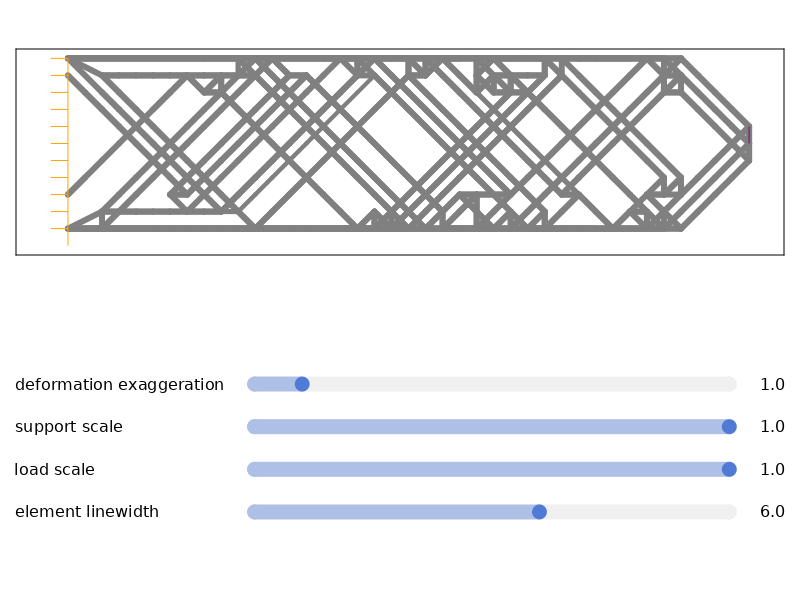 deformation exaggeration 1.0
support scale 1.0
load scale 1.0
element linewidth 6.0